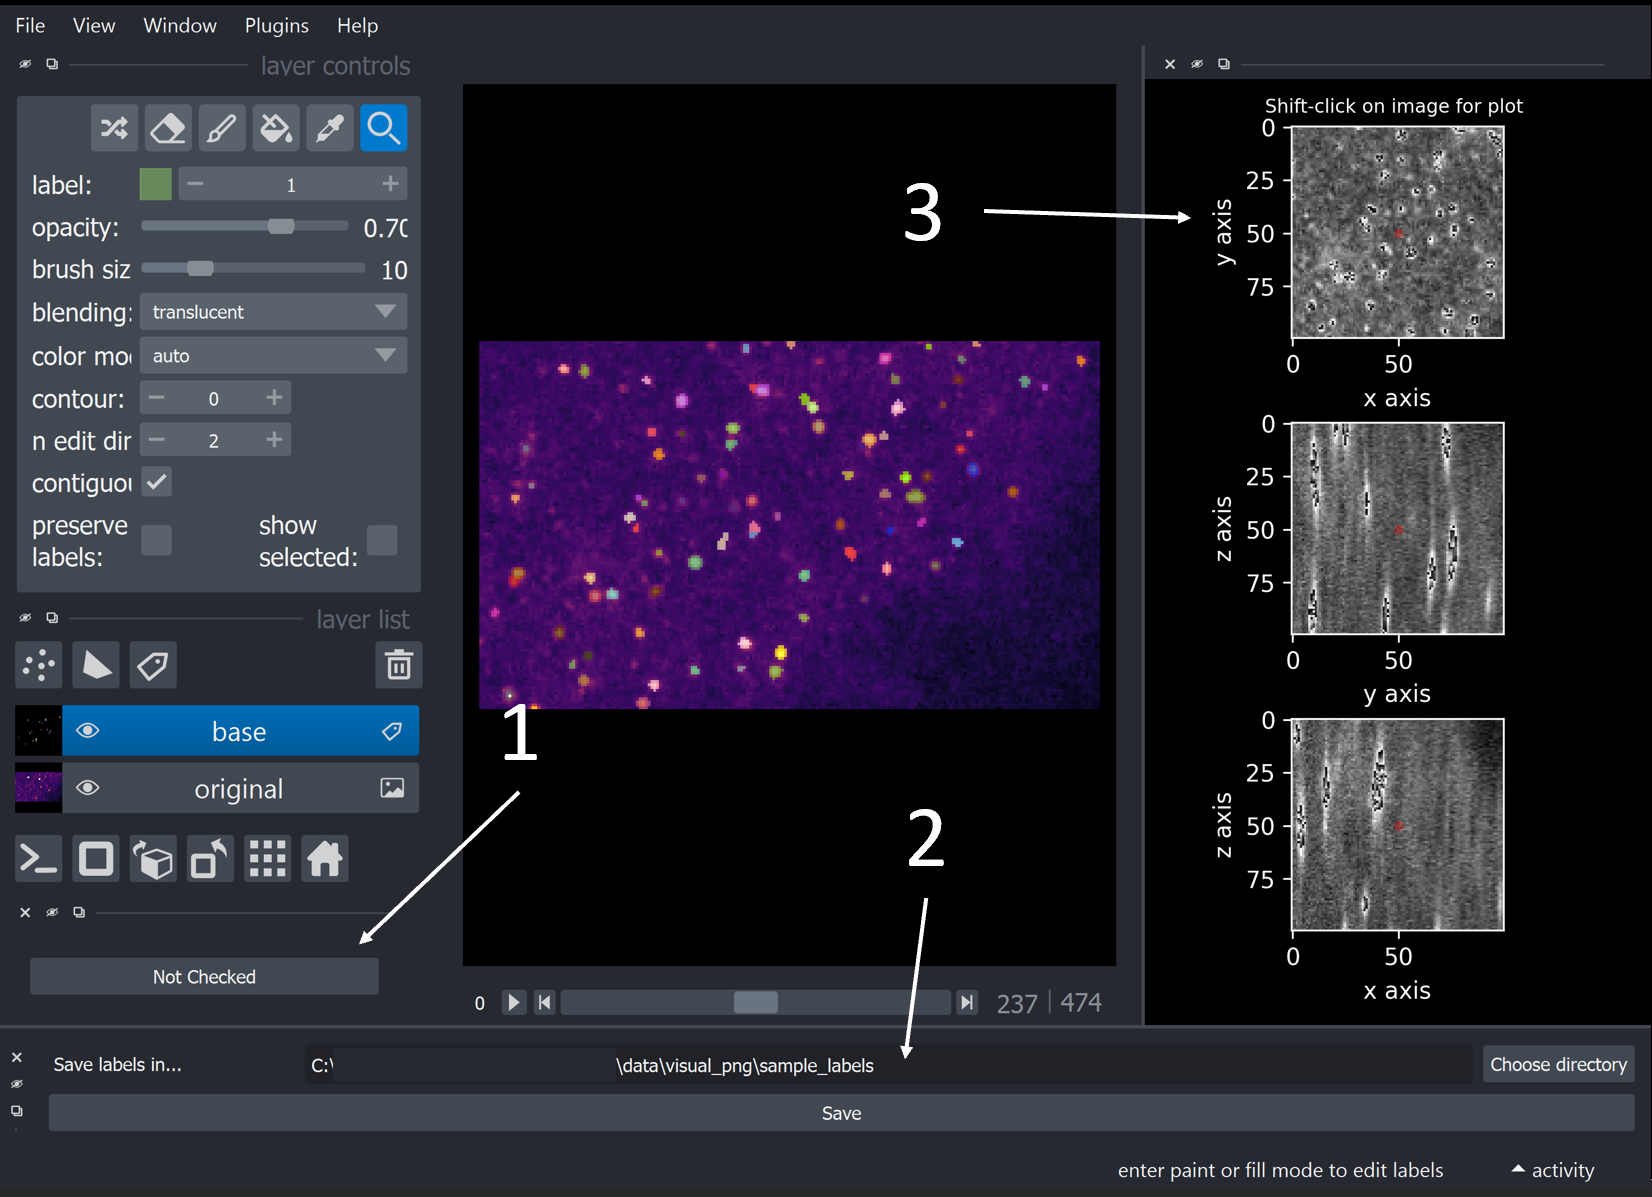 File View Window Plugins Help
layer controls
label: 1
opacity: 0.70
brush siz 10
blending: translucent
color mo auto
contour: 0
n edit dir 2
contiguou
preserve labels:
show selected:
layer list
base
original
Not Checked
1
2
3
0 237 | 474
Shift-click on image for plot
0
25
50
75
y axis
0 50
x axis
0
25
50
75
z axis
0 50
y axis
0
25
50
75
z axis
0 50
x axis
Save labels in... C:\ \data\visual_png\sample_labels Choose directory
Save
enter paint or fill mode to edit labels activity